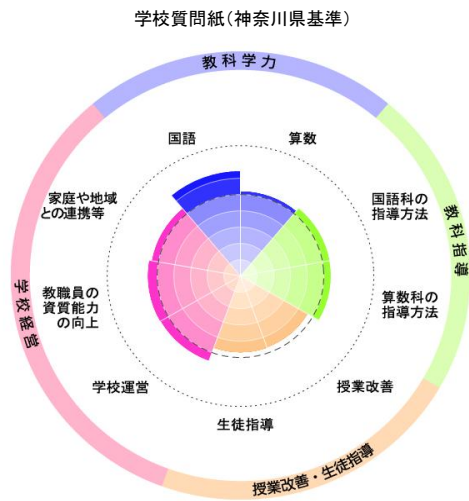 学校質問紙(神奈川県基準)
教科学力
国語
算数
家庭や地域
との連携等
国語科の
指導方法
教科指導
教職員の
資質能力
の向上
算数科の
指導方法
学校経営
学校運営
授業改善
生徒指導
授業改善・生徒指導